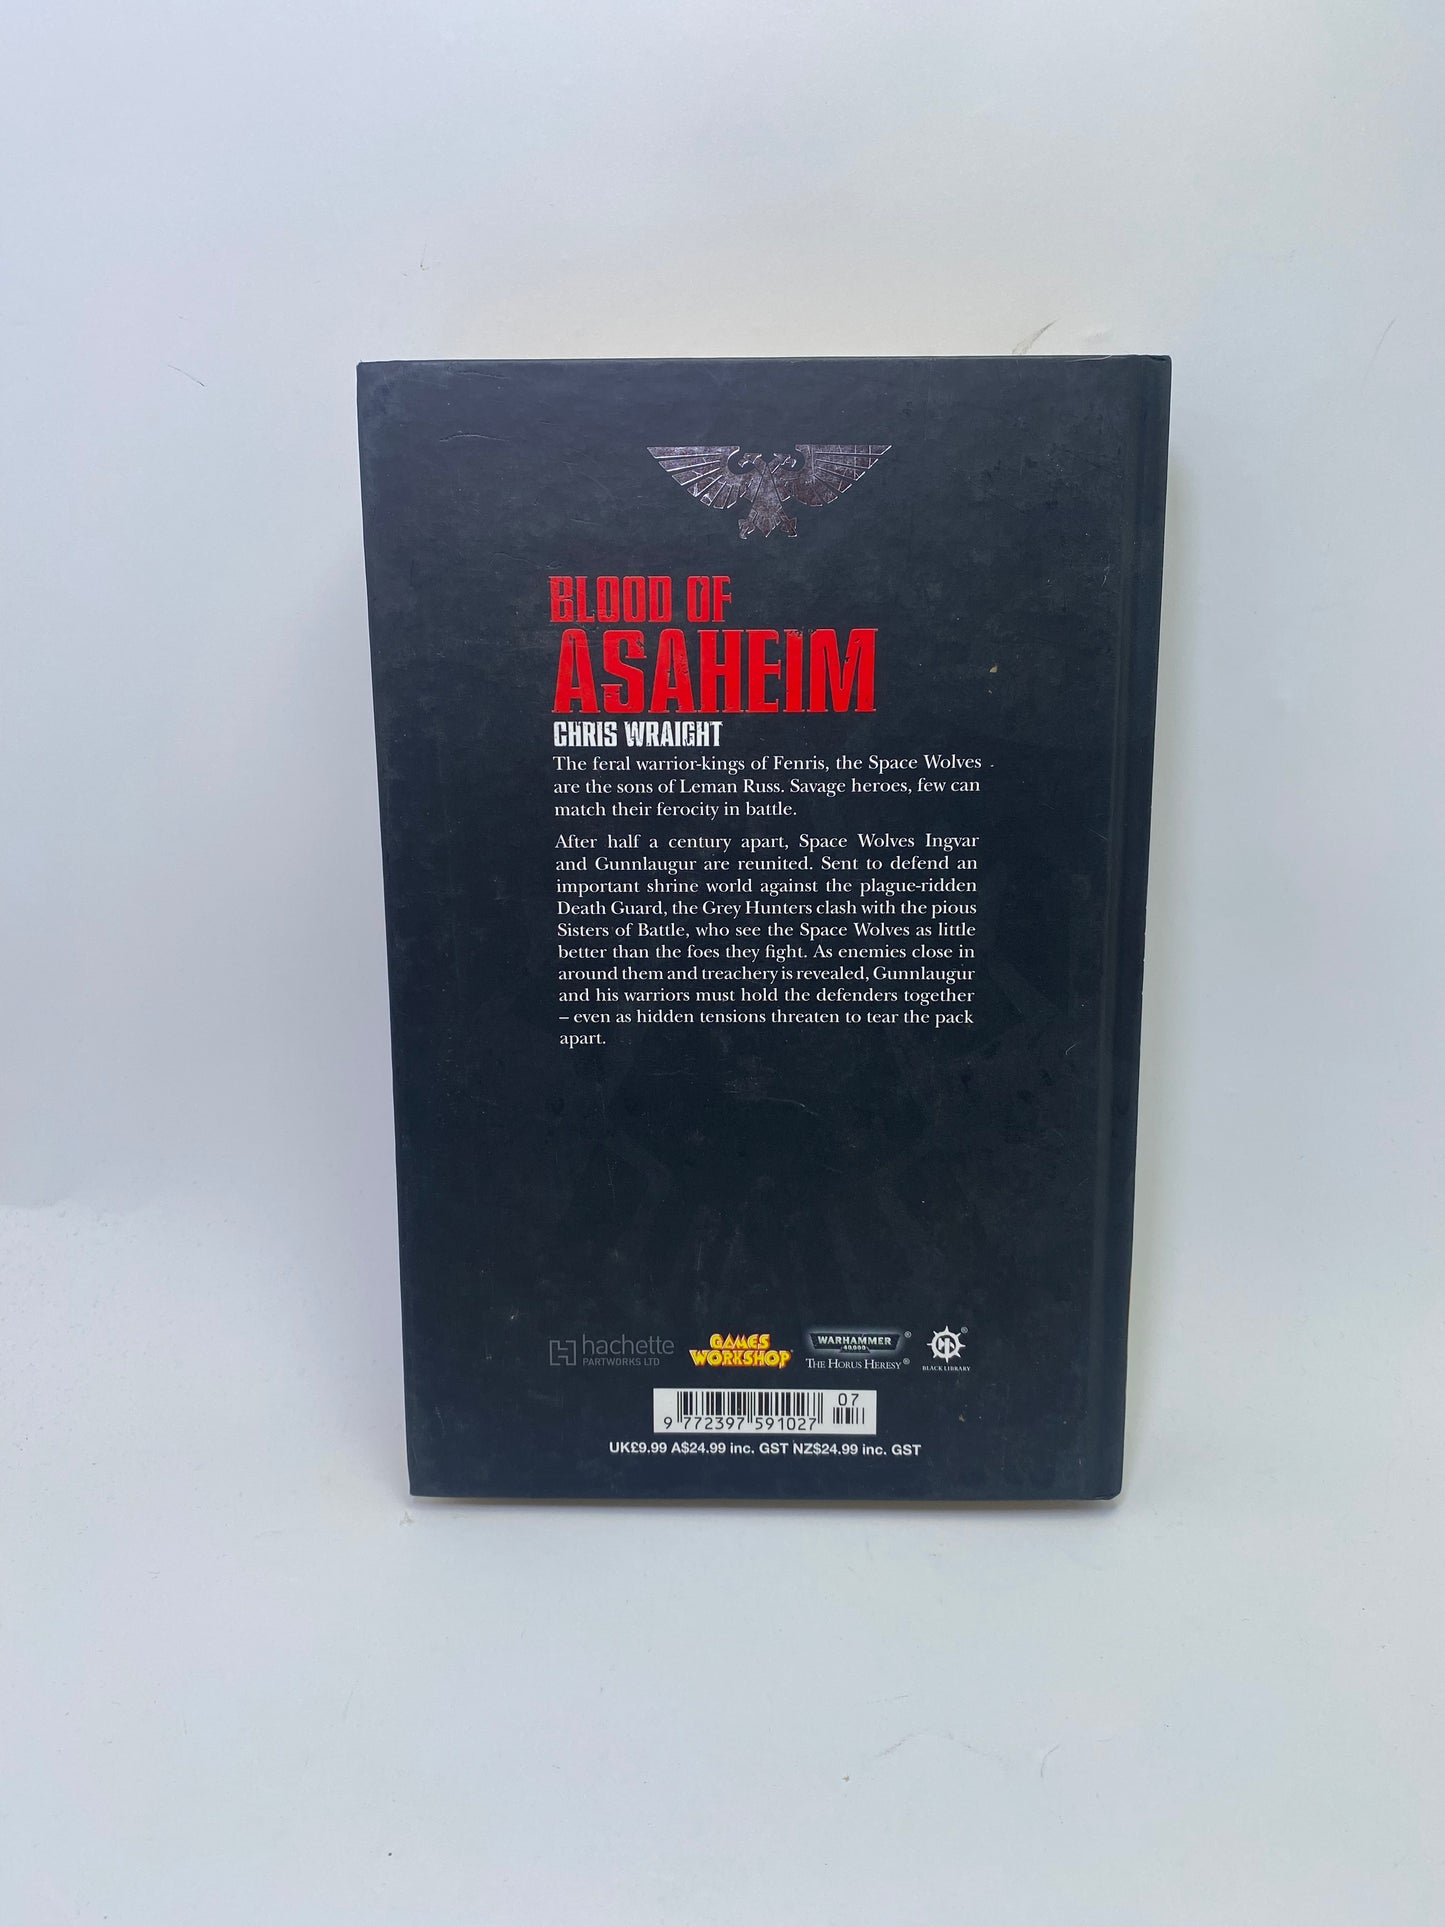 BLOOD OF
ASAHEIM
CHRIS WRAIGHT
The feral warrior-kings of Fenris, the Space Wolves
are the sons of Leman Russ. Savage heroes, few can
match their ferocity in battle.
After half a century apart, Space Wolves Ingvar
and Gunnlaugur are reunited. Sent to defend an
important shrine world against the plague-ridden
Death Guard, the Grey Hunters clash with the pious
Sisters of Battle, who see the Space Wolves as little
better than the foes they fight. As enemies close in
around them and treachery is revealed, Gunnlaugur
and his warriors must hold the defenders together
– even as hidden tensions threaten to tear the pack
apart.
hachette
PARTWORKS LTD
GAMES
WORKSHOP®
WARHAMMER®
40,000
THE HORUS HERESY®
BLACK LIBRARY
07
9 772397 591027
UK£9.99 A$24.99 inc. GST NZ$24.99 inc. GST